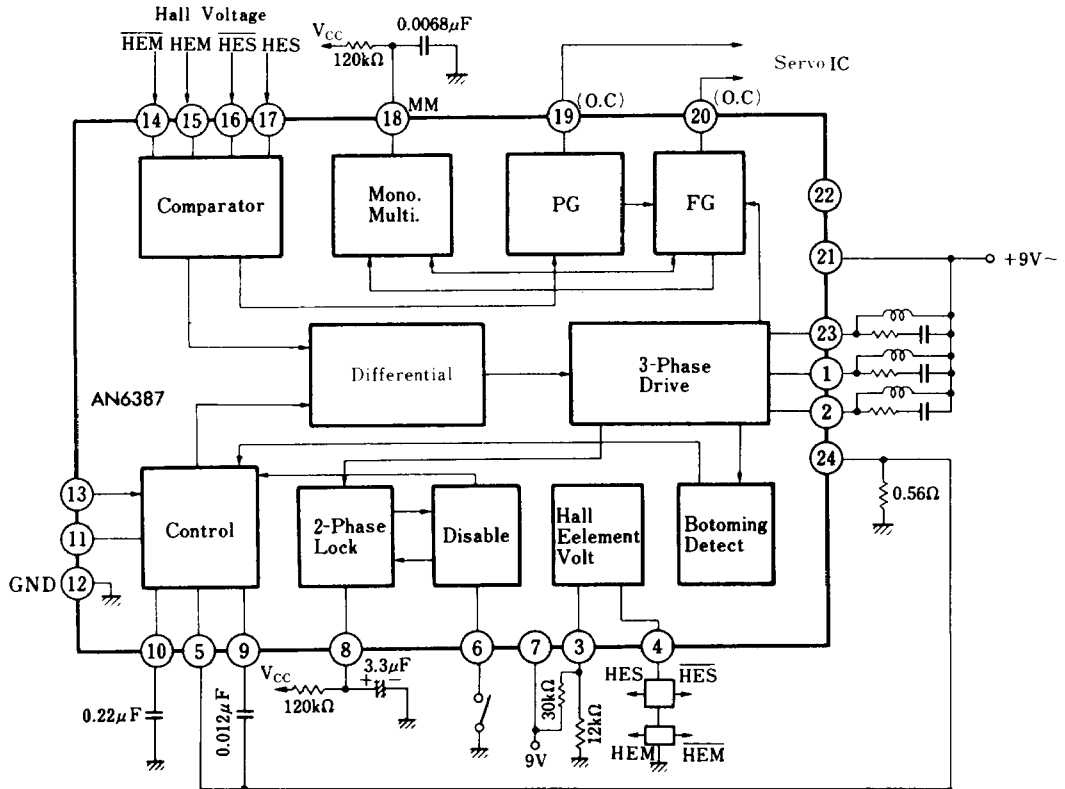 Hall Voltage
HEM HEM HES HES
VCC
120kΩ
0.0068μF
Servo IC
14
15
16
17
18
MM
19
(O.C)
20
(O.C)
Comparator
Mono.
Multi.
PG
FG
22
21
+9V~
23
1
2
24
0.56Ω
Differential
3-Phase
Drive
AN6387
13
11
GND 12
Control
2-Phase
Lock
Disable
Hall
Eelement
Volt
Botoming
Detect
10
5
9
8
6
7
3
4
0.22μF
0.012μF
VCC
120kΩ
3.3μF
+ -
9V
30kΩ
12kΩ
HES HES
HEM HEM